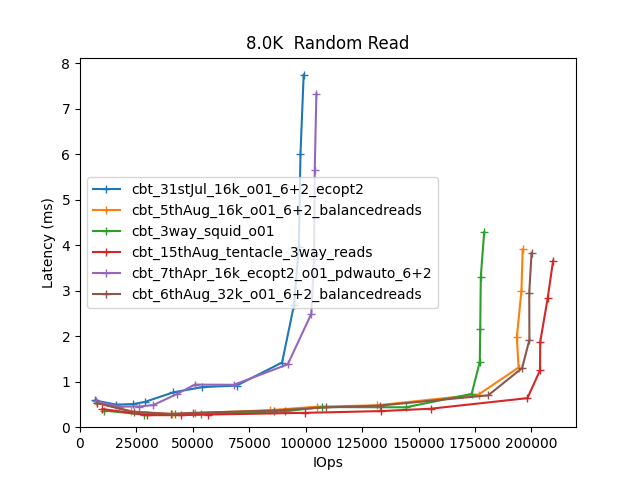 8.0K  Random Read
Latency (ms)
8
7
6
5
4
3
2
1
0
cbt_31stJul_16k_o01_6+2_ecopt2
cbt_5thAug_16k_o01_6+2_balancedreads
cbt_3way_squid_o01
cbt_15thAug_tentacle_3way_reads
cbt_7thApr_16k_ecopt2_o01_pdwauto_6+2
cbt_6thAug_32k_o01_6+2_balancedreads
0 25000 50000 75000 100000 125000 150000 175000 200000
IOps